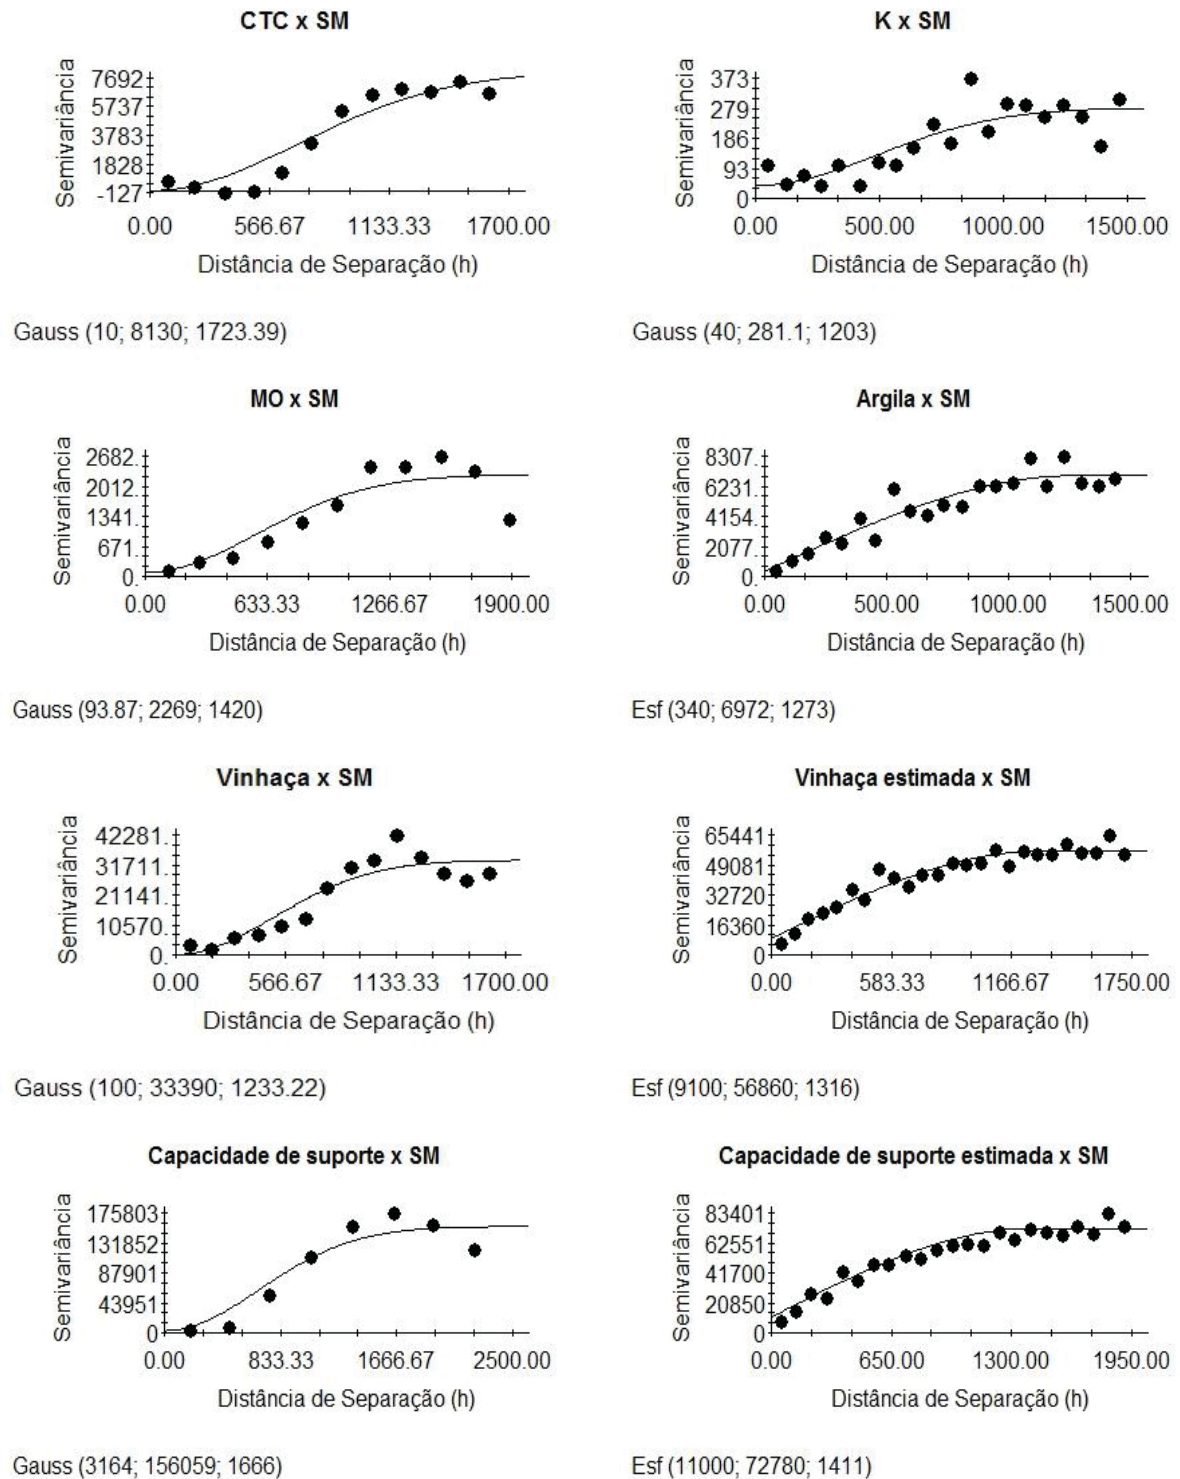 CTC x SM
Semivariância
7692
5737
3783
1828
-127
0.00 566.67 1133.33 1700.00
Distância de Separação (h)
Gauss (10; 8130; 1723.39)
K x SM
Semivariância
373
279
186
93
0
0.00 500.00 1000.00 1500.00
Distância de Separação (h)
Gauss (40; 281.1; 1203)
MO x SM
Semivariância
2682.
2012.
1341.
671.
0.
0.00 633.33 1266.67 1900.00
Distância de Separação (h)
Gauss (93.87; 2269; 1420)
Argila x SM
Semivariância
8307.
6231.
4154.
2077.
0.
0.00 500.00 1000.00 1500.00
Distância de Separação (h)
Esf (340; 6972; 1273)
Vinhaça x SM
Semivariância
42281.
31711.
21141.
10570.
0.
0.00 566.67 1133.33 1700.00
Distância de Separação (h)
Gauss (100; 33390; 1233.22)
Vinhaça estimada x SM
Semivariância
65441
49081
32720
16360
0
0.00 583.33 1166.67 1750.00
Distância de Separação (h)
Esf (9100; 56860; 1316)
Capacidade de suporte x SM
Semivariância
175803
131852
87901
43951
0
0.00 833.33 1666.67 2500.00
Distância de Separação (h)
Gauss (3164; 156059; 1666)
Capacidade de suporte estimada x SM
Semivariância
83401
62551
41700
20850
0
0.00 650.00 1300.00 1950.00
Distância de Separação (h)
Esf (11000; 72780; 1411)